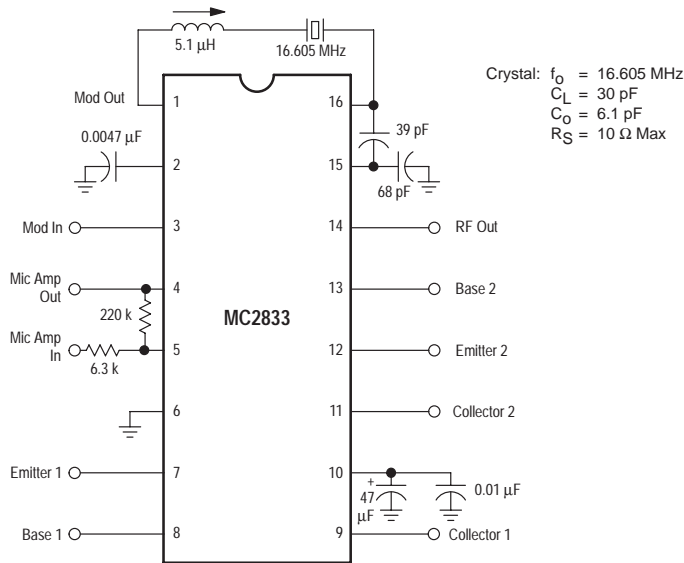 5.1 μH
16.605 MHz
Crystal: fo = 16.605 MHz
CL = 30 pF
Co = 6.1 pF
RS = 10 Ω Max
Mod Out
1
16
39 pF
0.0047 μF
2
15
68 pF
Mod In
3
14
RF Out
Mic Amp
Out
4
13
Base 2
220 k
MC2833
Mic Amp
In
5
12
Emitter 2
6.3 k
6
11
Collector 2
Emitter 1
7
10
+
47
μF
0.01 μF
Base 1
8
9
Collector 1